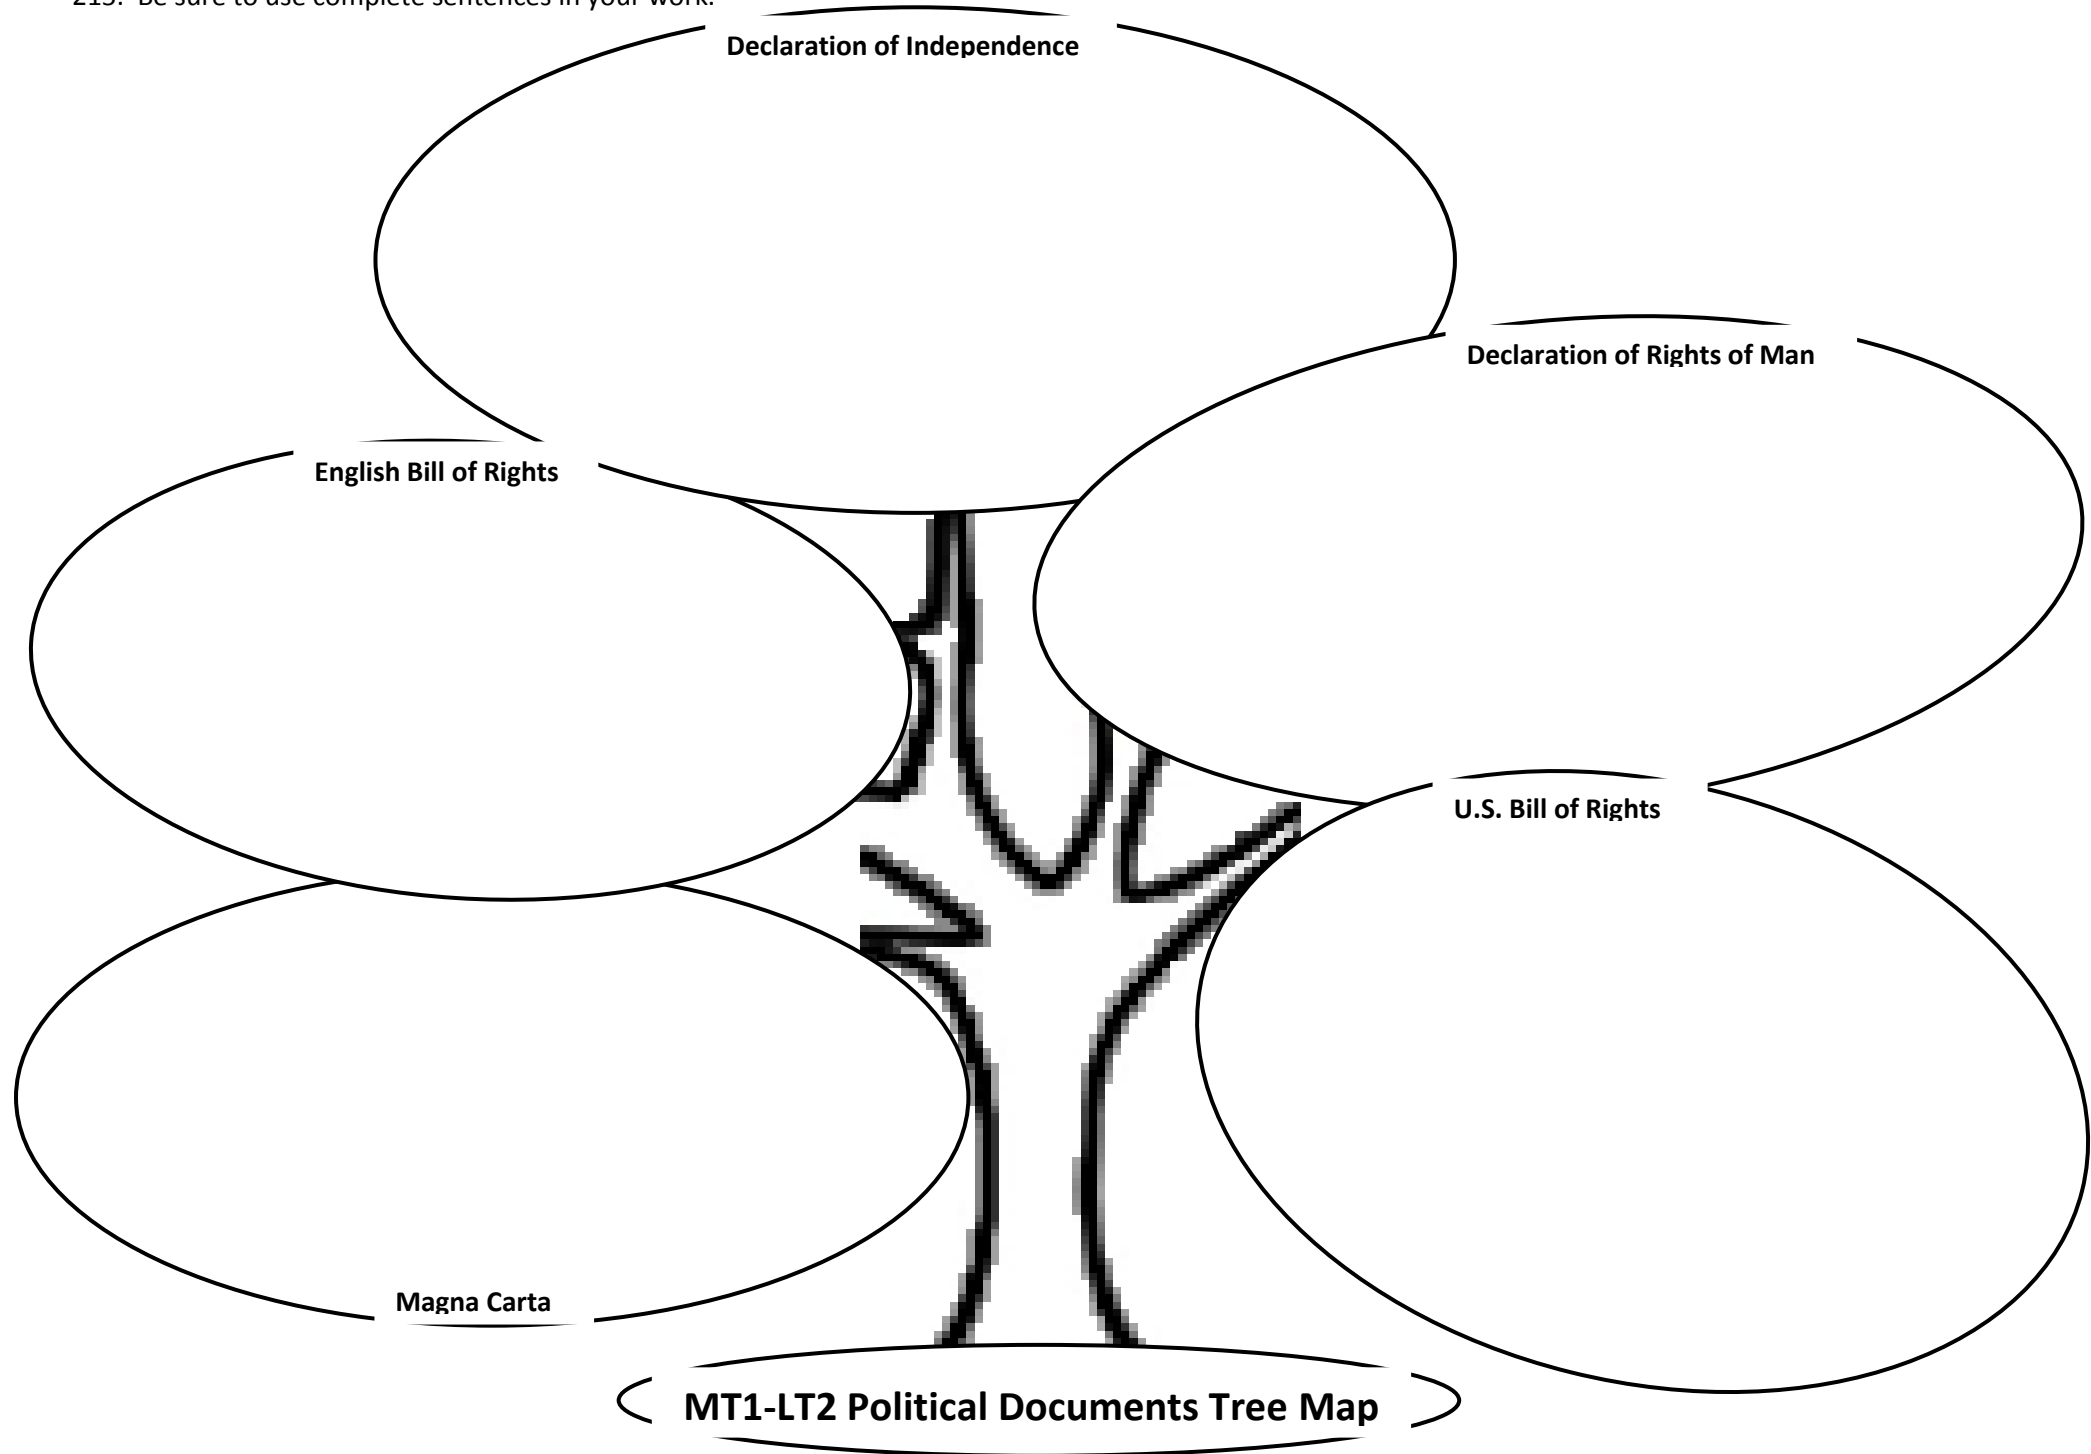 215. Be sure to use complete sentences in your work.
Declaration of Independence
Declaration of Rights of Man
English Bill of Rights
U.S. Bill of Rights
Magna Carta
MT1-LT2 Political Documents Tree Map